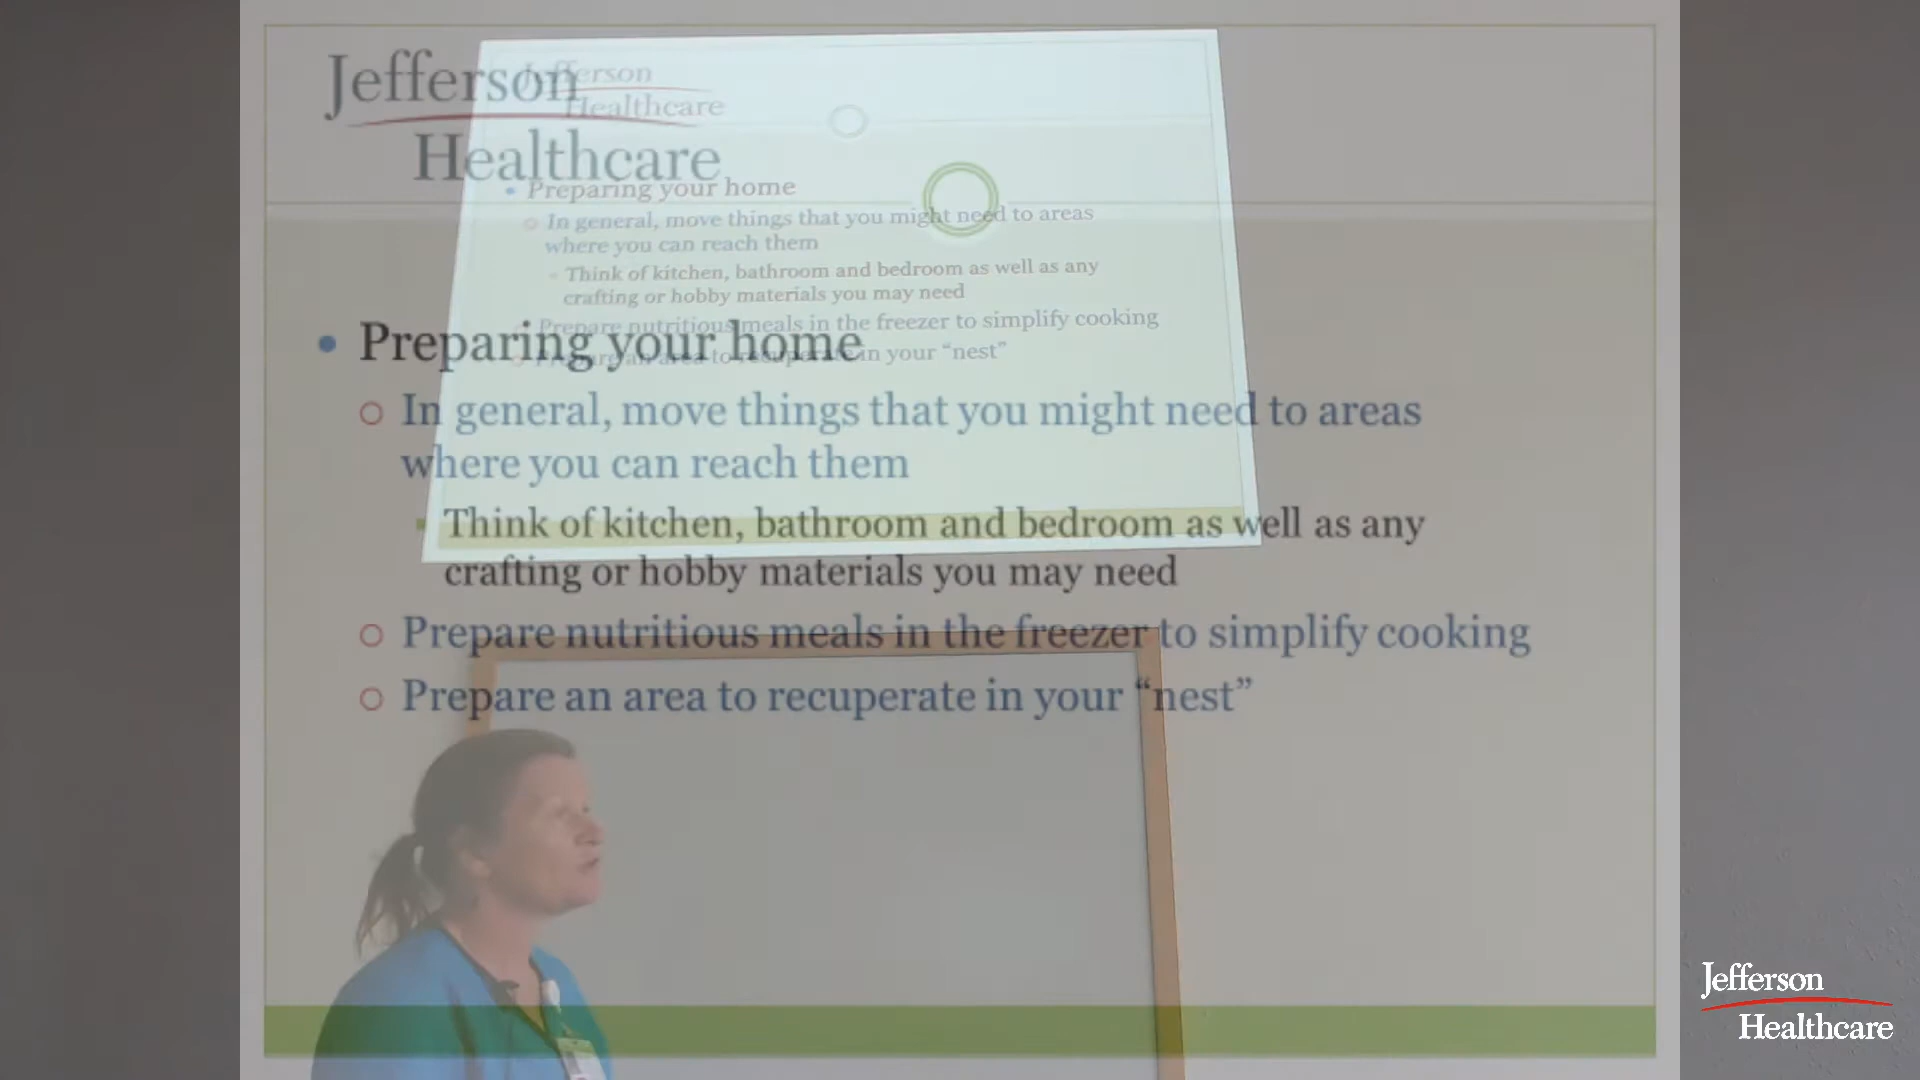 Jefferson
Healthcare
Preparing your home
In general, move things that you might need to areas
where you can reach them
Think of kitchen, bathroom and bedroom as well as any
crafting or hobby materials you may need
Prepare nutritious meals in the freezer to simplify cooking
Prepare an area to recuperate in your “nest”
Jefferson
Healthcare
Preparing your home
In general, move things that you might need to areas
where you can reach them
Think of kitchen, bathroom and bedroom as well as any
crafting or hobby materials you may need
Prepare nutritious meals in the freezer to simplify cooking
Prepare an area to recuperate in your “nest”
Jefferson
Healthcare